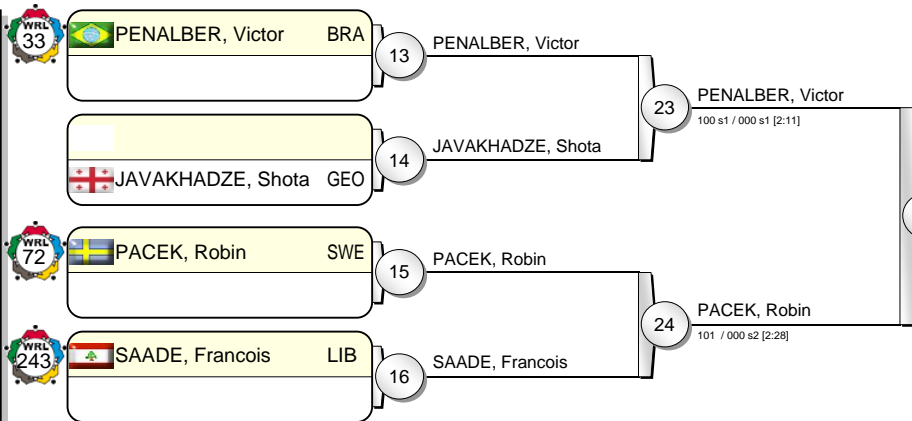 WRL
33
PENALBER, Victor BRA
13
PENALBER, Victor
23
PENALBER, Victor
100 s1 / 000 s1 [2:11]
JAVAKHADZE, Shota GEO
14
JAVAKHADZE, Shota
WRL
72
PACEK, Robin SWE
15
PACEK, Robin
24
PACEK, Robin
101 / 000 s2 [2:28]
WRL
243
SAADE, Francois LIB
16
SAADE, Francois